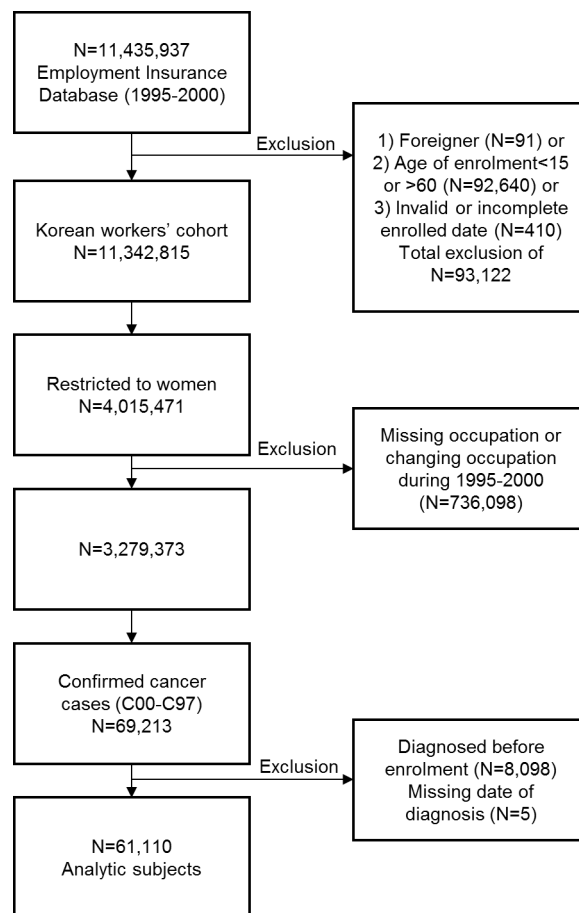 N=11,435,937
Employment Insurance
Database (1995-2000)
Exclusion
1) Foreigner (N=91) or
2) Age of enrolment<15
or >60 (N=92,640) or
3) Invalid or incomplete
enrolled date (N=410)
Total exclusion of
N=93,122
Korean workers' cohort
N=11,342,815
Restricted to women
N=4,015,471
Exclusion
Missing occupation or
changing occupation
during 1995-2000
(N=736,098)
N=3,279,373
Confirmed cancer
cases (C00-C97)
N=69,213
Exclusion
Diagnosed before
enrolment (N=8,098)
Missing date of
diagnosis (N=5)
N=61,110
Analytic subjects